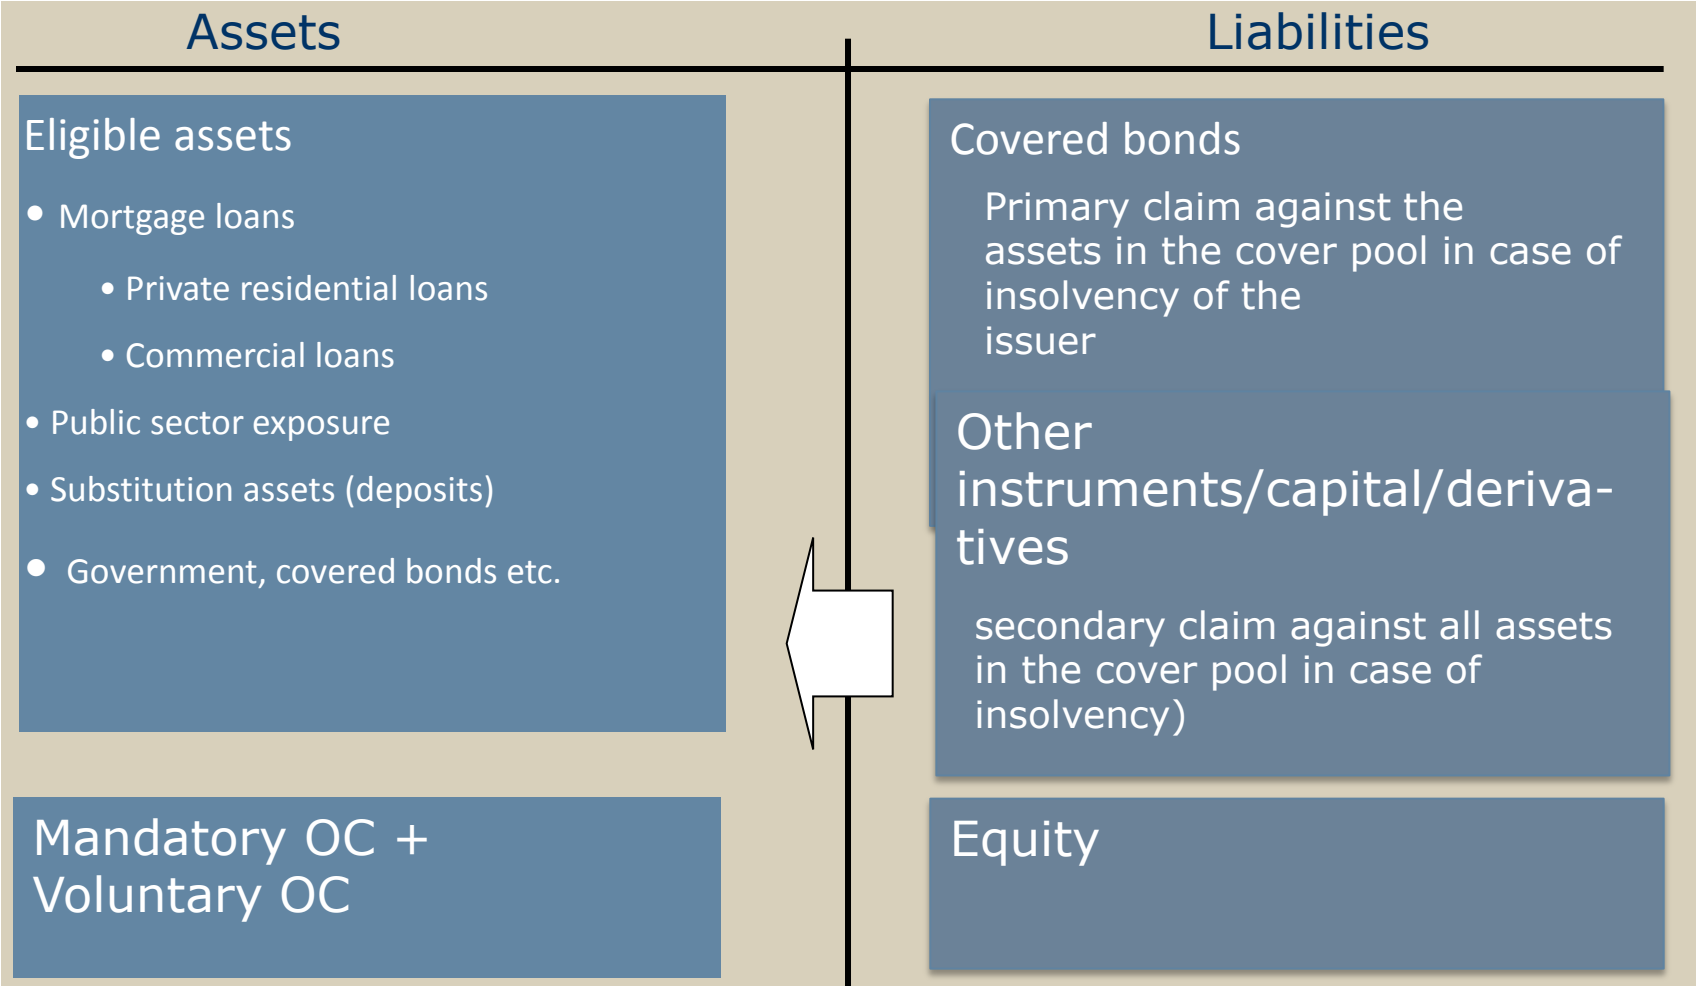 Assets
Liabilities
Eligible assets
• Mortgage loans
• Private residential loans
• Commercial loans
• Public sector exposure
• Substitution assets (deposits)
• Government, covered bonds etc.
Mandatory OC +
Voluntary OC
Covered bonds
Primary claim against the
assets in the cover pool in case of
insolvency of the
issuer
Other
instruments/capital/deriva-
tives
secondary claim against all assets
in the cover pool in case of
insolvency)
Equity